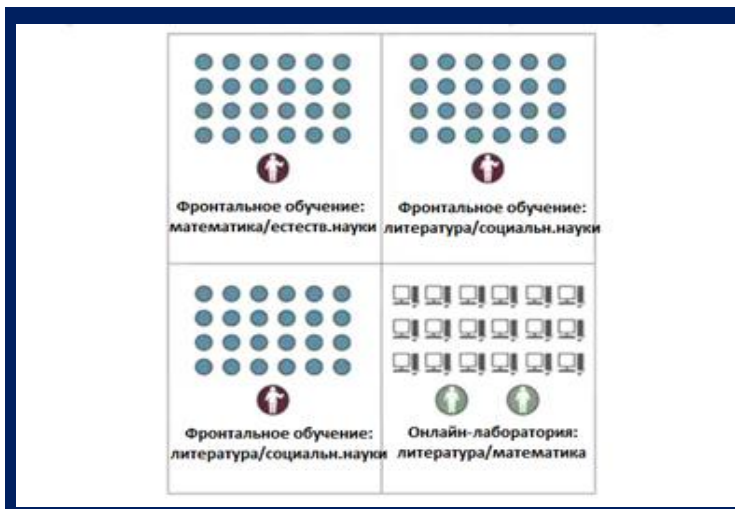 Фронтальное обучение:
математика/естеств.науки
Фронтальное обучение:
литература/социальн.науки
Фронтальное обучение:
литература/социальн.науки
Онлайн-лаборатория:
литература/математика